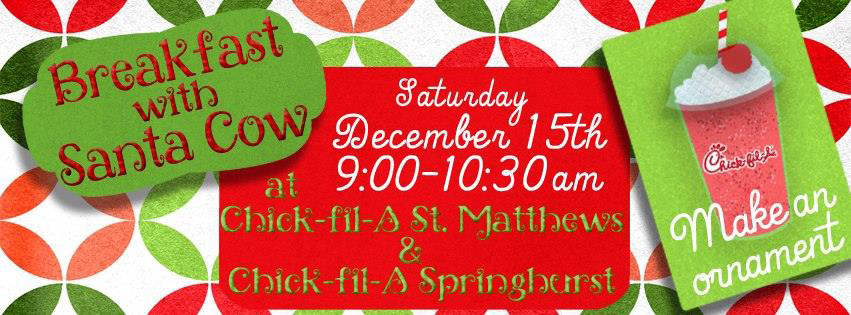 Breakfast
with
Santa Cow
Saturday
December 15th
9:00-10:30 am
at
Chick-fil-A St. Matthews
&
Chick-fil-A Springhurst
Chick-fil-A
Make an
ornament